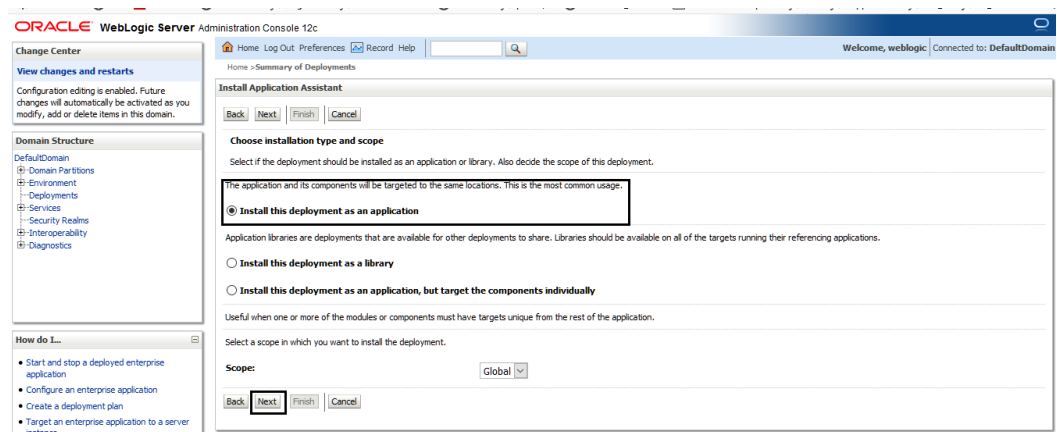 ORACLE WebLogic Server Administration Console 12c
Change Center
View changes and restarts
Configuration editing is enabled. Future
changes will automatically be activated as you
modify, add or delete items in this domain.
Domain Structure
DefaultDomain
Domain Partitions
Environment
Deployments
Services
Security Realms
Interoperability
Diagnostics
How do I...
Start and stop a deployed enterprise
application
Configure an enterprise application
Create a deployment plan
Target an enterprise application to a server
Home Log Out Preferences Record Help
Welcome, weblogic Connected to: DefaultDomain
Home >Summary of Deployments
Install Application Assistant
Back Next Finish Cancel
Choose installation type and scope
Select if the deployment should be installed as an application or library. Also decide the scope of this deployment.
The application and its components will be targeted to the same locations. This is the most common usage.
Install this deployment as an application
Application libraries are deployments that are available for other deployments to share. Libraries should be available on all of the targets running their referencing applications.
Install this deployment as a library
Install this deployment as an application, but target the components individually
Useful when one or more of the modules or components must have targets unique from the rest of the application.
Select a scope in which you want to install the deployment.
Scope: Global
Back Next Finish Cancel